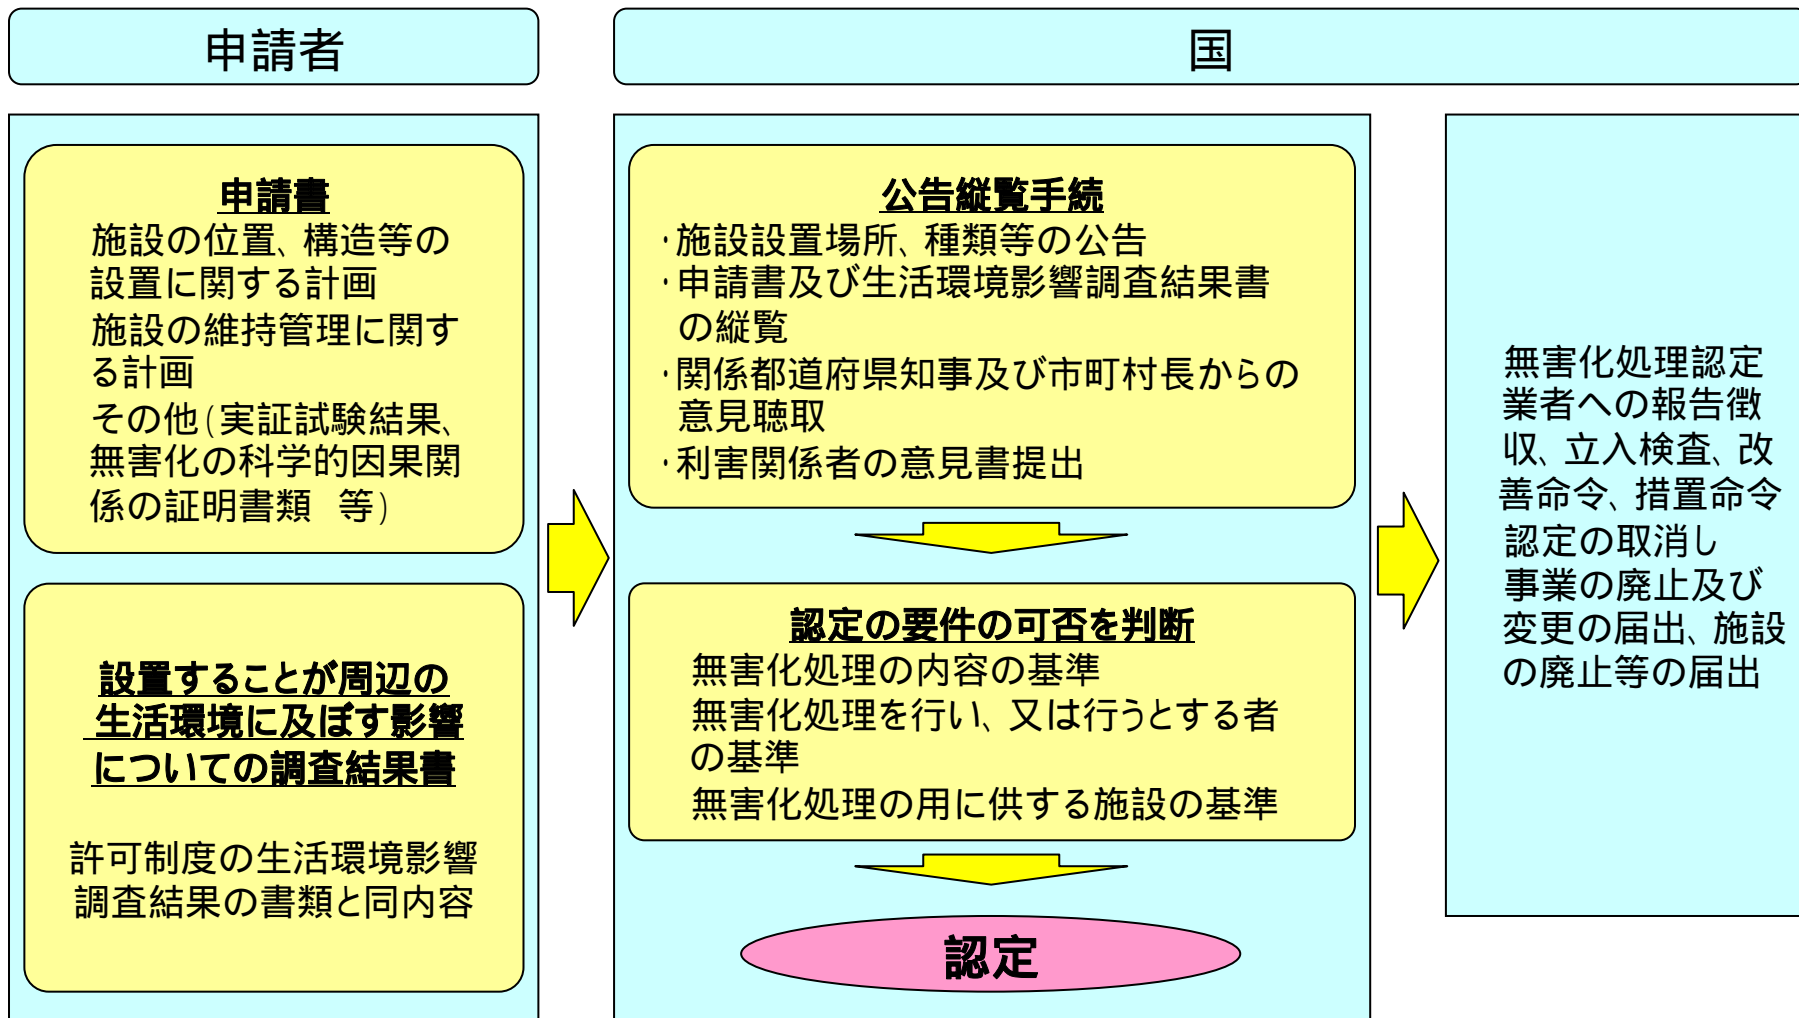 申請者
国
申請書
施設の位置、構造等の
設置に関する計画
施設の維持管理に関す
る計画
その他(実証試験結果、
無害化の科学的因果関
係の証明書類 等)
設置することが周辺の
生活環境に及ぼす影響
についての調査結果書
許可制度の生活環境影響
調査結果の書類と同内容
公告縦覧手続
・施設設置場所、種類等の公告
・申請書及び生活環境影響調査結果書
の縦覧
・関係都道府県知事及び市町村長からの
意見聴取
・利害関係者の意見書提出
認定の要件の可否を判断
無害化処理の内容の基準
無害化処理を行い、又は行うとする者
の基準
無害化処理の用に供する施設の基準
認定
無害化処理認定
業者への報告徴
収、立入検査、改
善命令、措置命令
認定の取消し
事業の廃止及び
変更の届出、施設
の廃止等の届出